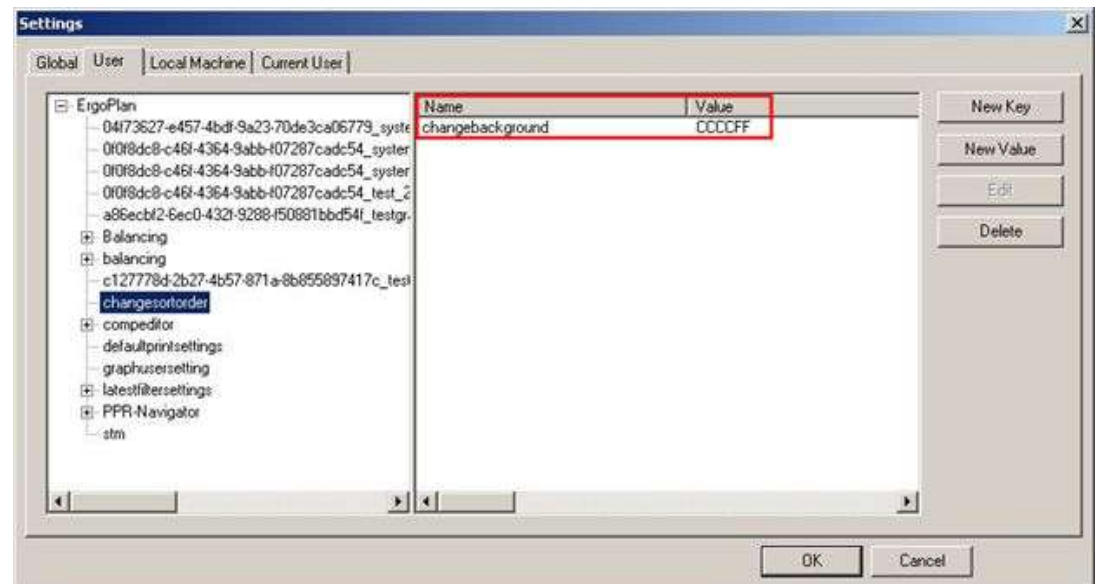 Settings
Global User Local Machine Current User
ErgoPlan
04f73627-e457-4bdf-9a23-70de3ca06779_syste
0f0f8dc8-c46f-4364-9abb-f07287cadc54_system
0f0f8dc8-c46f-4364-9abb-f07287cadc54_system
0f0f8dc8-c46f-4364-9abb-f07287cadc54_test_2
a86ecbf2-6ec0-432f-9288-f50881bbd54f_testgr.
Balancing
balancing
c127778d-2b27-4b57-871a-8b855897417c_test
changesortorder
compeditor
defaultprintsettings
graphusersetting
latestfiltersettings
PPR-Navigator
stm
Name Value
changebackground CCCCFF
New Key
New Value
Edit
Delete
OK Cancel